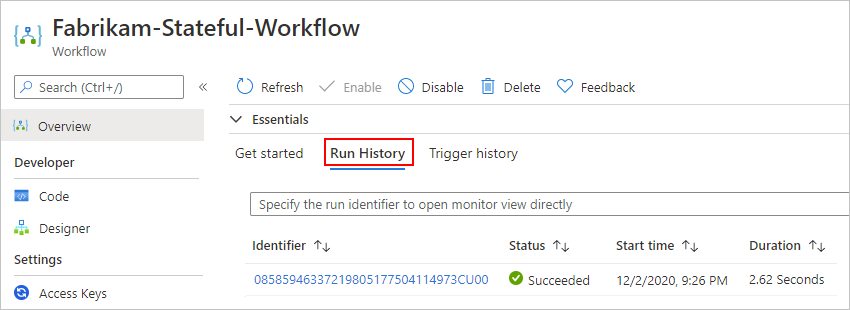 Fabrikam-Stateful-Workflow
Workflow
Search (Ctrl+/)
«
Refresh
Enable
Disable
Delete
Feedback
Overview
Essentials
Get started
Run History
Trigger history
Developer
Code
Designer
Settings
Access Keys
Specify the run identifier to open monitor view directly
Identifier ↑↓ Status ↑↓ Start time ↑↓ Duration ↑↓
08585946337219805177504114973CU00 Succeeded 12/2/2020, 9:26 PM 2.62 Seconds